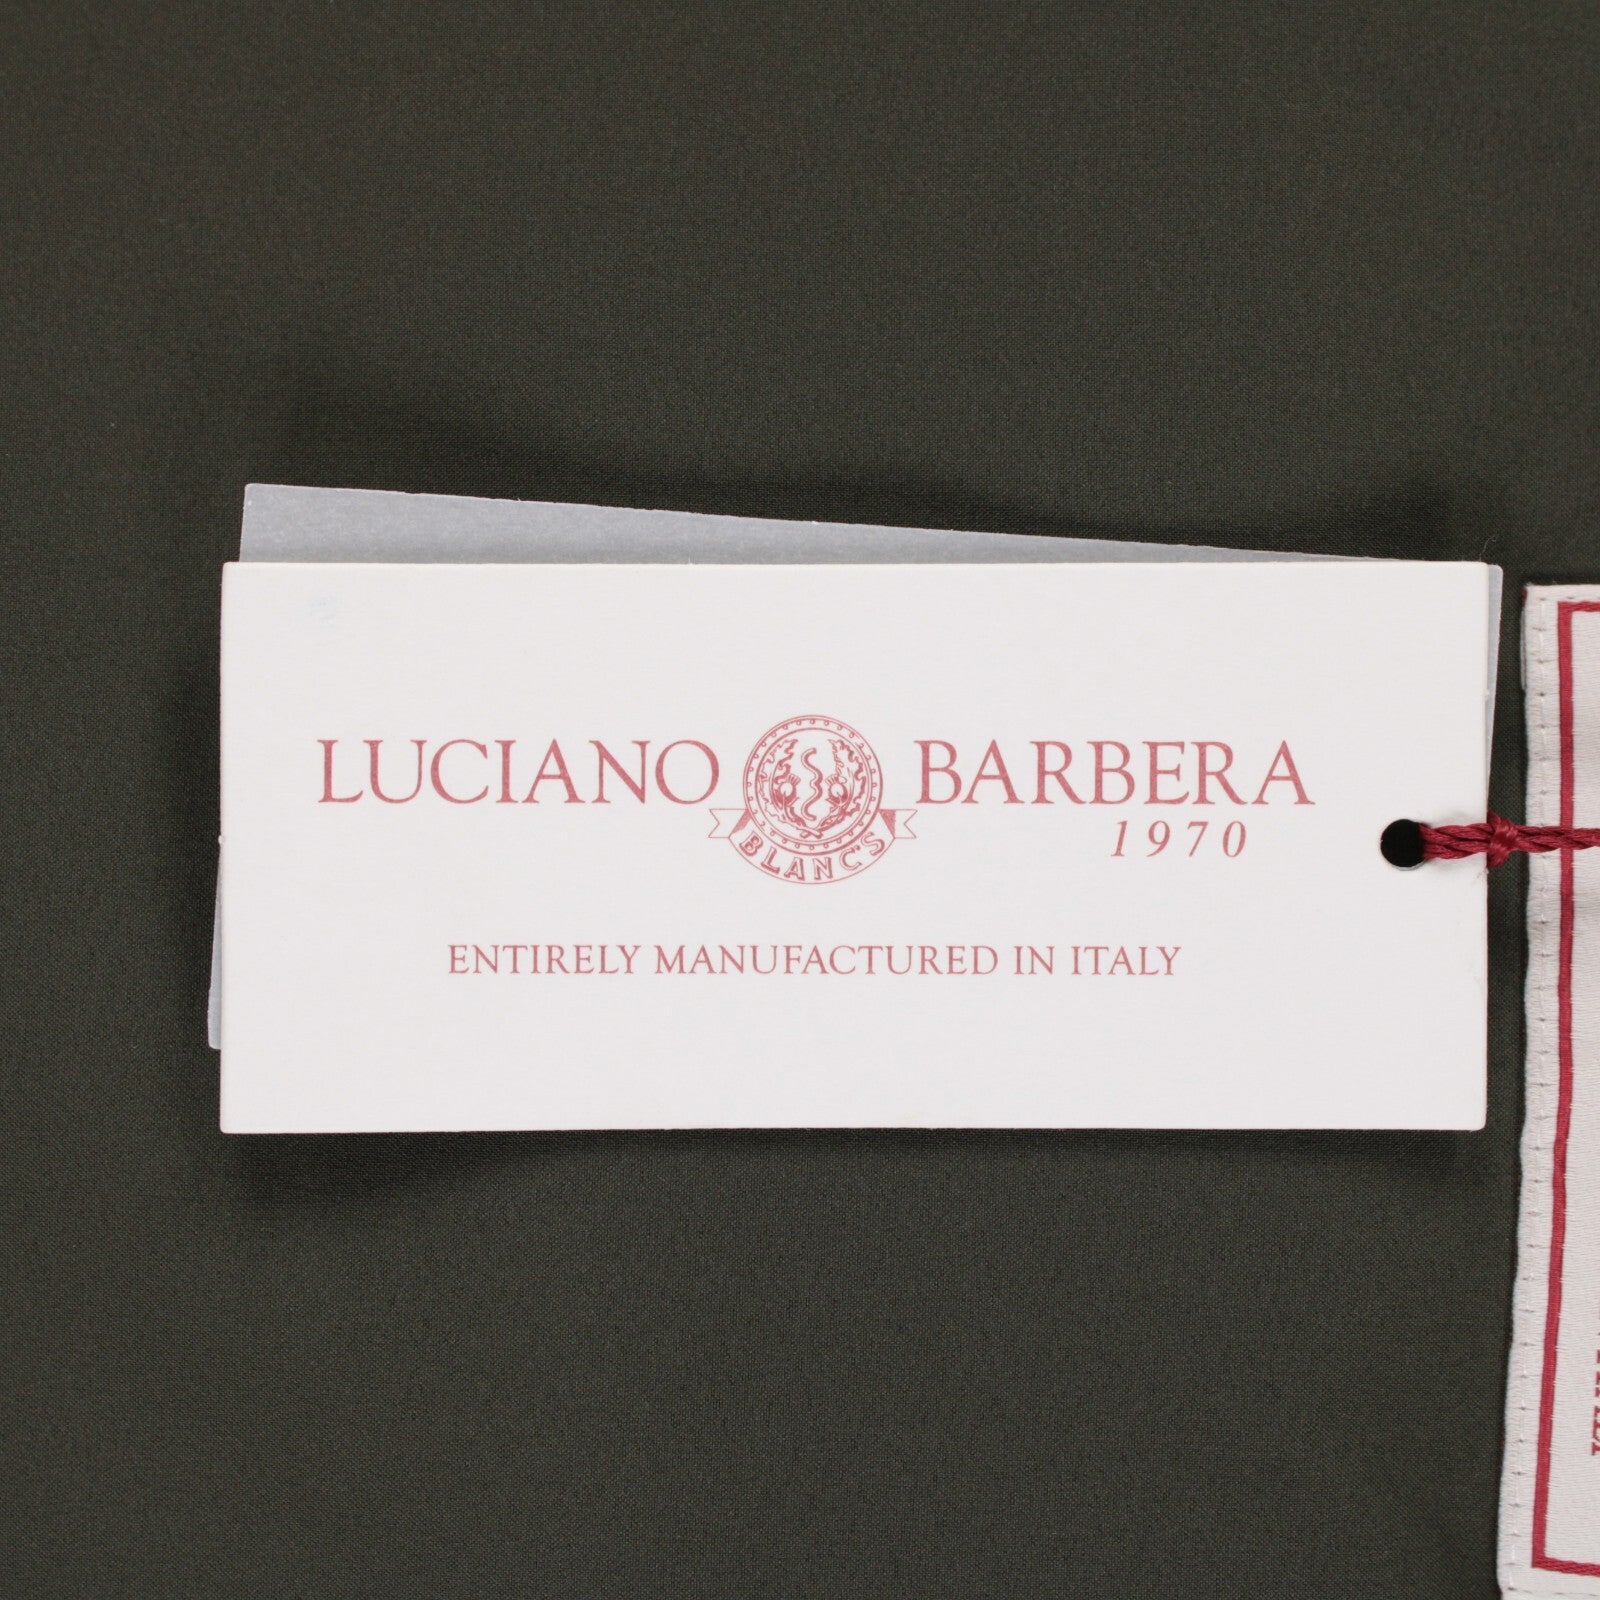 LUCIANO BARBERA
1970
BLANC'S
ENTIRELY MANUFACTURED IN ITALY